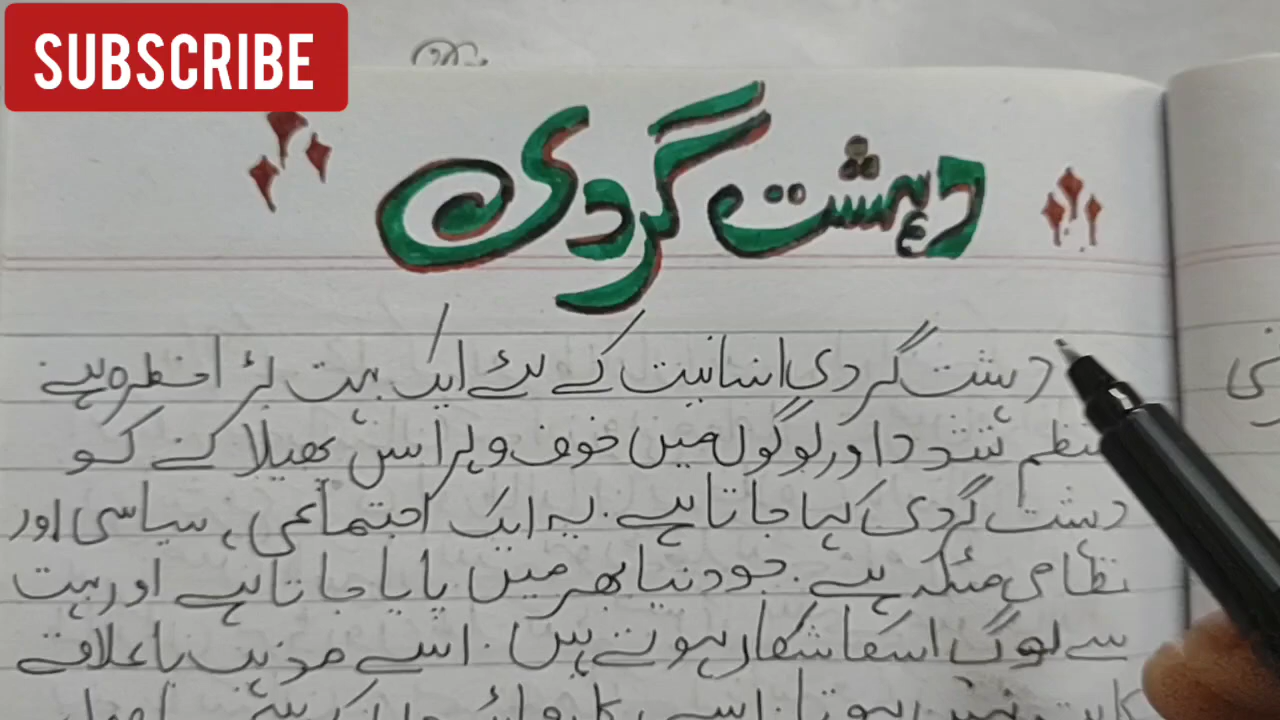 SUBSCRIBE
دہشت گردی
دہشت گردی انسانیت کے لئے ایک بہت بڑا خطرہ ہے
منظم تشدد اور لوگوں میں خوف و ہراس پھیلانے کو
دہشت گردی کہا جاتا ہے. یہ ایک اجتماعی، سیاسی اور
نظامی مسئلہ ہے. جو دنیا بھر میں پایا جاتا ہے اور بہت
سے لوگ اسکا شکار ہوتے ہیں. اسے مذہب یا علاقے